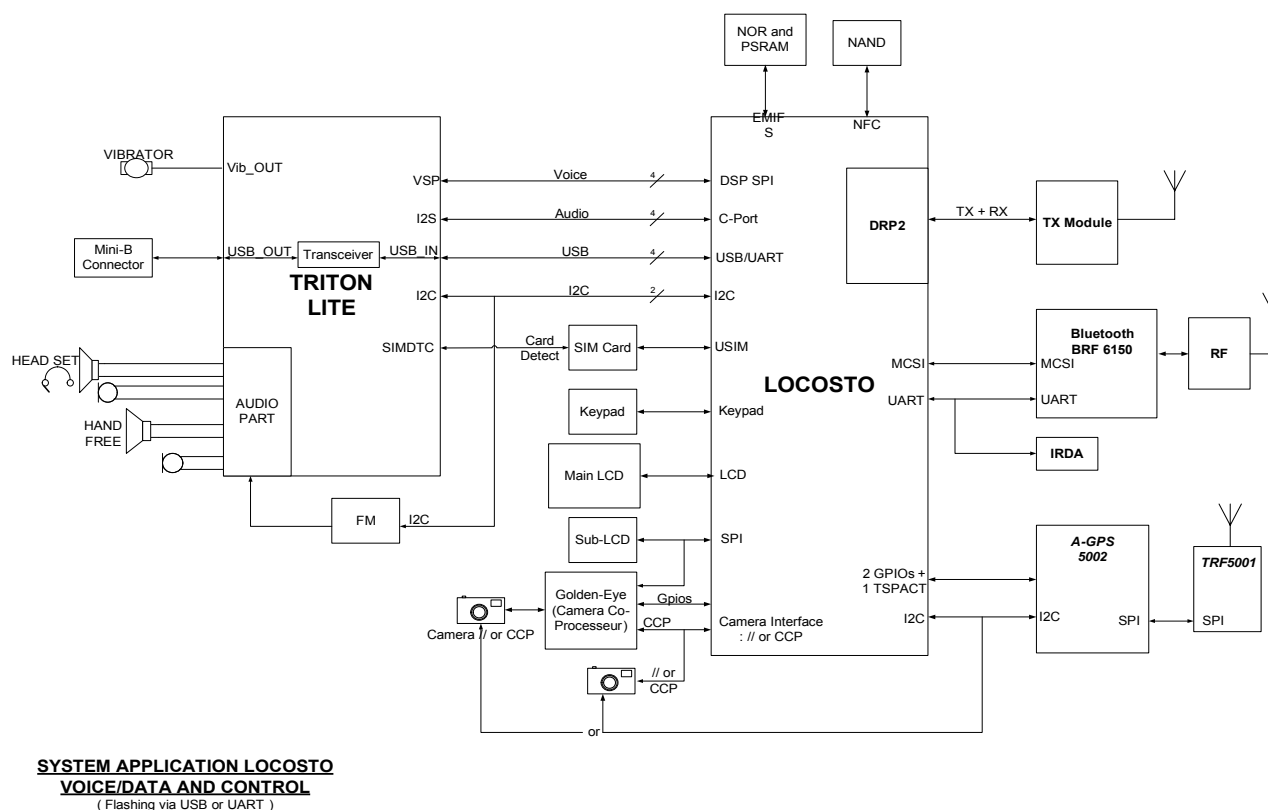 NOR and
PSRAM
NAND
EMIF
S
NFC
VIBRATOR
Vib_OUT
VSP
Voice
4
DSP SPI
I2S
Audio
4
C-Port
DRP2
TX + RX
TX Module
Mini-B
Connector
USB_OUT
Transceiver
USB_IN
USB
4
USB/UART
TRITON
LITE
I2C
I2C
2
I2C
SIMDTC
Card
Detect
SIM Card
USIM
LOCOSTO
MCSI
UART
Bluetooth
BRF 6150
MCSI
UART
RF
IRDA
HEAD SET
AUDIO
PART
HAND
FREE
Keypad
Keypad
Main LCD
LCD
FM
I2C
Sub-LCD
SPI
Golden-Eye
(Camera Co-
Processeur)
Gpios
CCP
Camera // or CCP
Camera Interface
: // or CCP
// or
CCP
or
2 GPIOs +
1 TSPACT
I2C
A-GPS
5002
I2C
SPI
TRF5001
SPI
SYSTEM APPLICATION LOCOSTO
VOICE/DATA AND CONTROL
( Flashing via USB or UART )